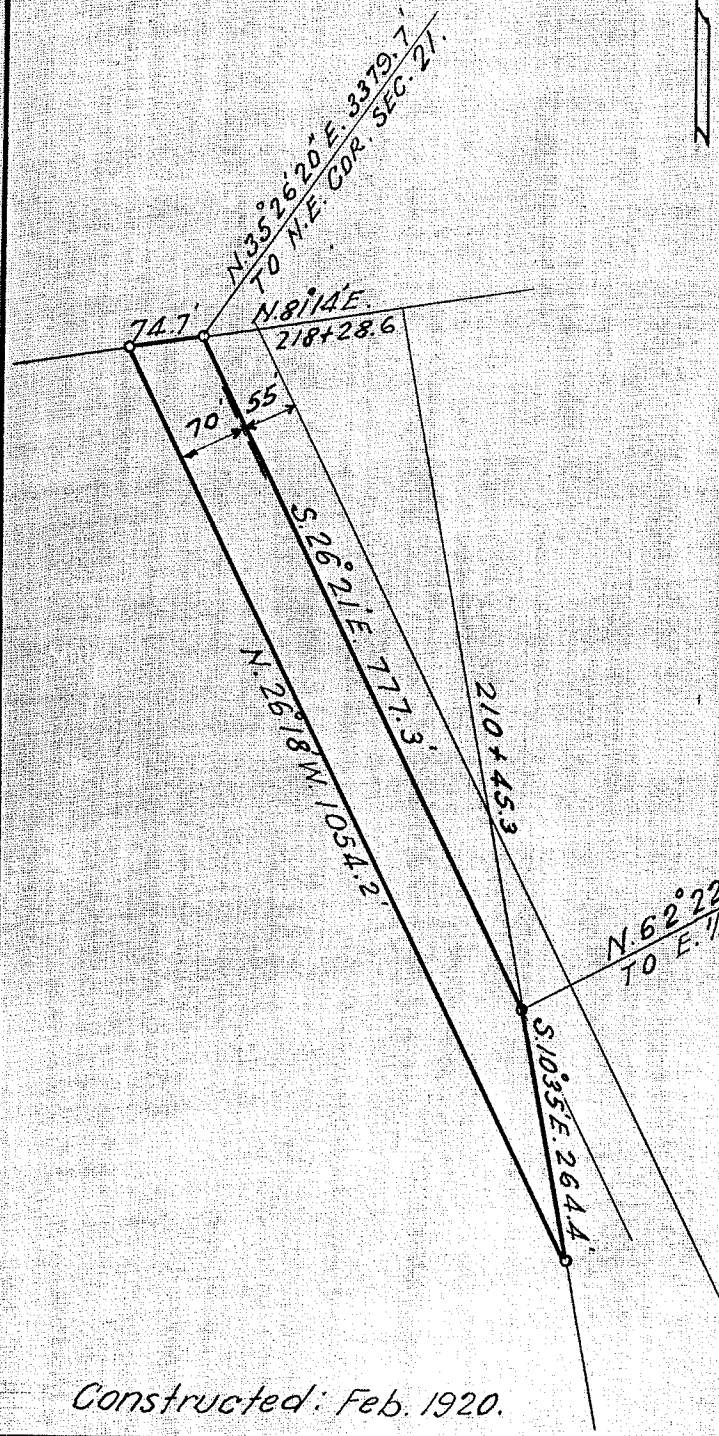 N.35°26'20"E. 3379.7'
TO N.E. COR. SEC. 21.
74.7'
N.81°14'E.
218+28.6
70'
55'
S.26°21'E. 777.3'
N.26°18'W. 1054.2'
210+45.3
N.62°22
TO E.
S.10°35'E. 264.4'
Constructed: Feb. 1920.